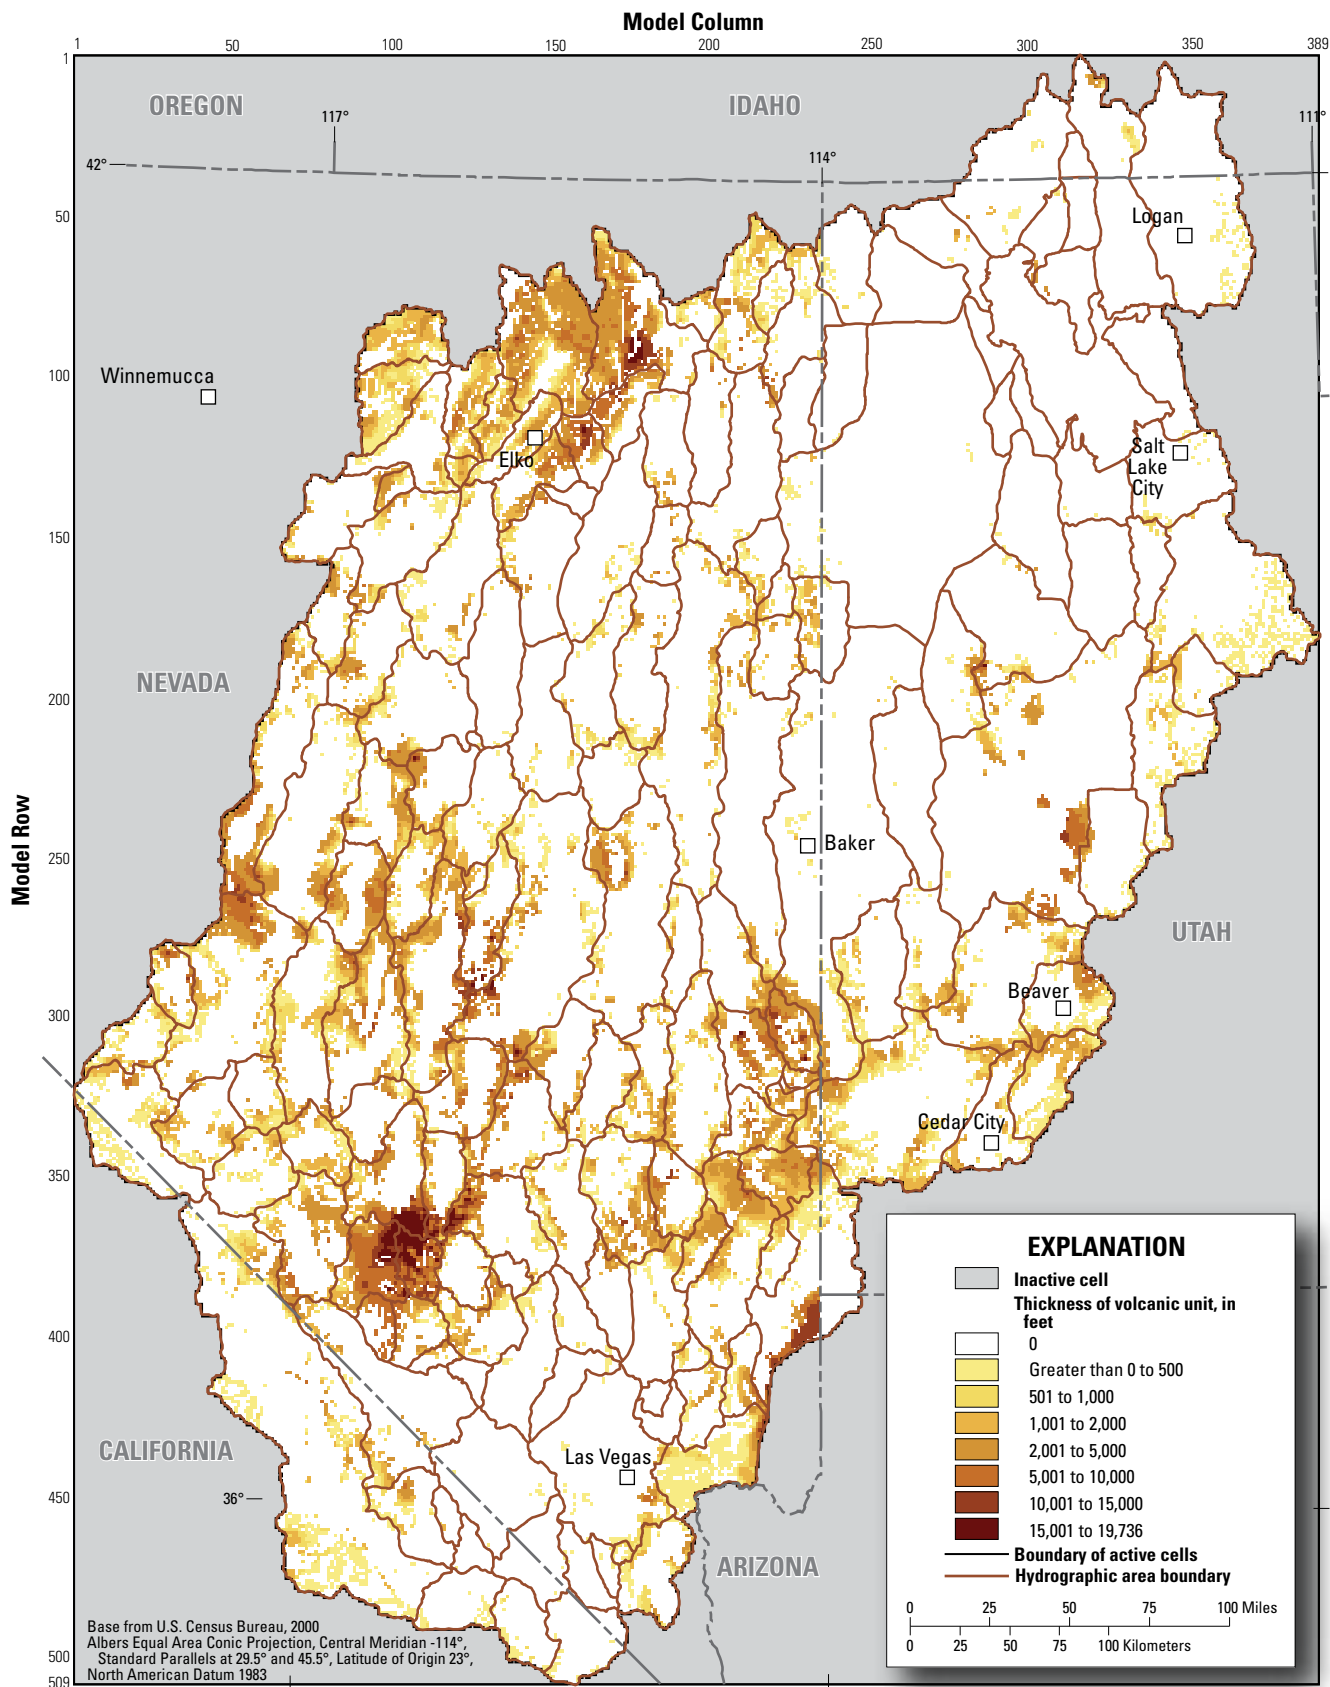 Model Column
1 50 100 150 200 250 300 350 389
1
OREGON
IDAHO
117°
111°
114°
42°
50
Logan
100
Winnemucca
Elko
Salt
Lake
City
150
NEVADA
200
Model Row
250
Baker
UTAH
Beaver
300
Cedar City
350
400
CALIFORNIA
Las Vegas
450
36°
ARIZONA
500
509
EXPLANATION
Inactive cell
Thickness of volcanic unit, in
feet
0
Greater than 0 to 500
501 to 1,000
1,001 to 2,000
2,001 to 5,000
5,001 to 10,000
10,001 to 15,000
15,001 to 19,736
Boundary of active cells
Hydrographic area boundary
0 25 50 75 100 Miles
0 25 50 75 100 Kilometers
Base from U.S. Census Bureau, 2000
Albers Equal Area Conic Projection, Central Meridian -114°,
Standard Parallels at 29.5° and 45.5°, Latitude of Origin 23°,
North American Datum 1983